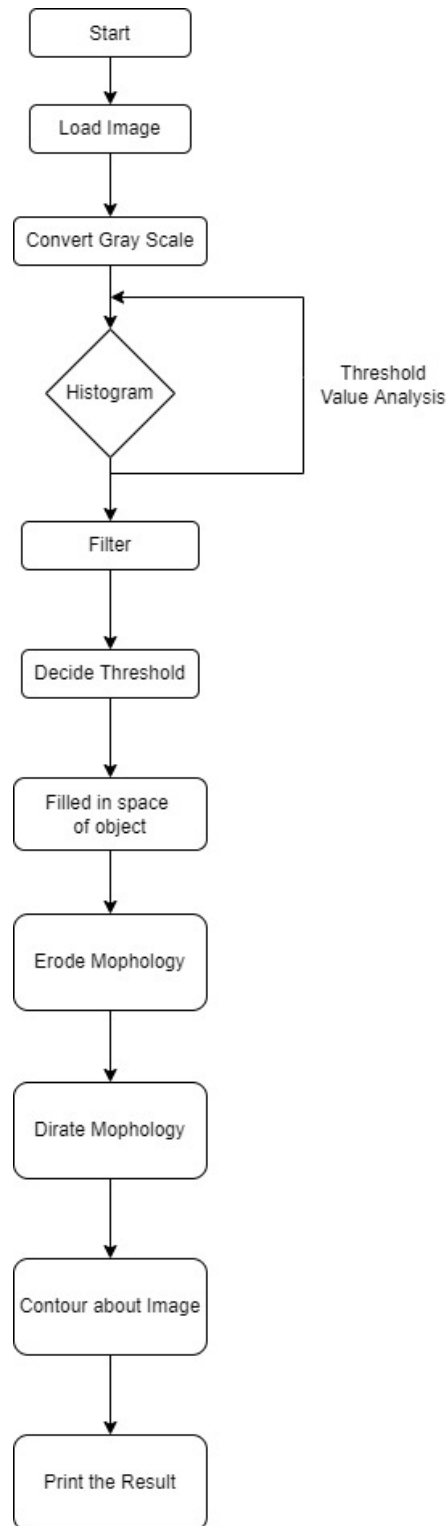 Start
Load Image
Convert Gray Scale
Histogram
Threshold
Value Analysis
Filter
Decide Threshold
Filled in space
of object
Erode Mophology
Dirate Mophology
Contour about Image
Print the Result